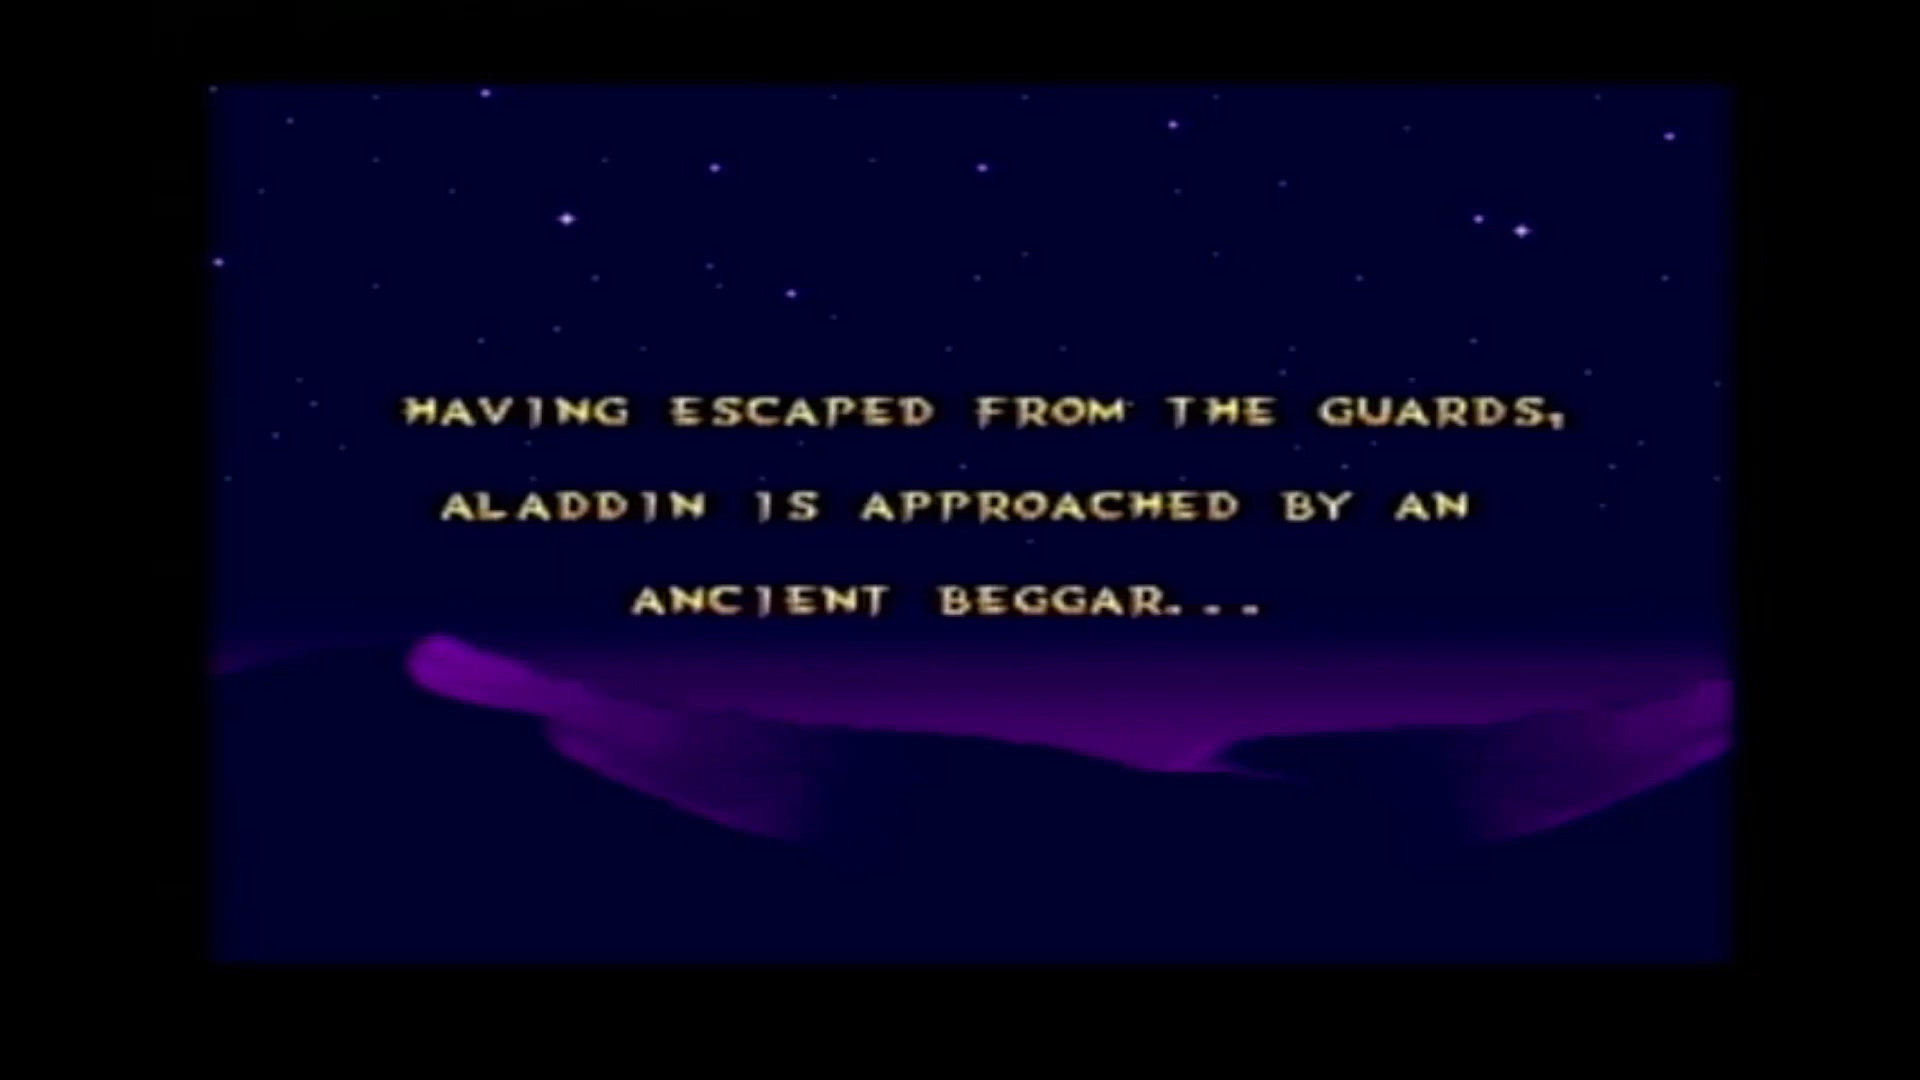 HAVING ESCAPED FROM THE GUARDS,
ALADDIN IS APPROACHED BY AN
ANCIENT BEGGAR...